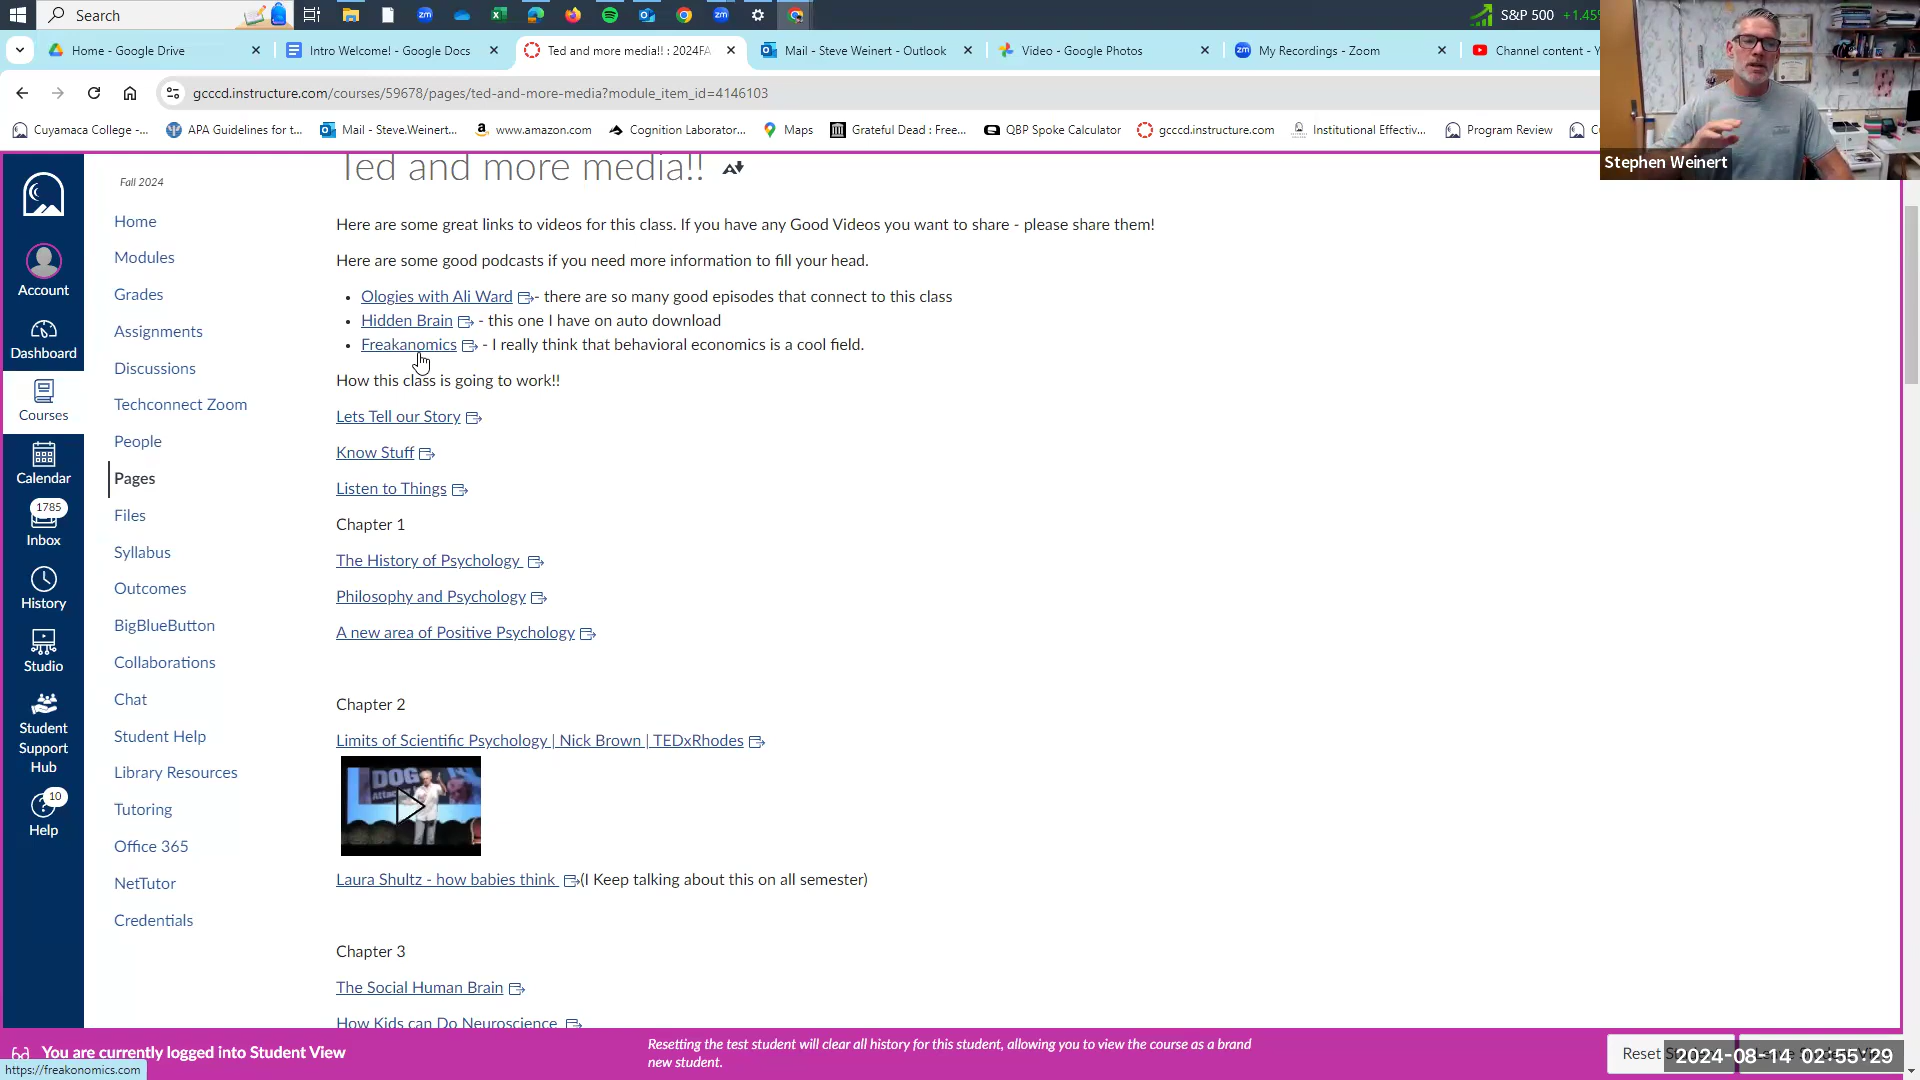 Search
S&P 500 +1.45%
Home - Google Drive
Intro Welcome! - Google Docs
Ted and more media!! : 2024FA
Mail - Steve Weinert - Outlook
Video - Google Photos
My Recordings - Zoom
Channel content - Y
gcccd.instructure.com/courses/59678/pages/ted-and-more-media?module_item_id=4146103
Cuyamaca College -...
APA Guidelines for t...
Mail - Steve.Weinert...
www.amazon.com
Cognition Laborator...
Maps
Grateful Dead : Free...
QBP Spoke Calculator
gcccd.instructure.com
Institutional Effectiv...
Program Review
Stephen Weinert
Account
Dashboard
Courses
Calendar
1785
Inbox
History
Studio
Student
Support
Hub
10
Help
Fall 2024
Home
Modules
Grades
Assignments
Discussions
Techconnect Zoom
People
Pages
Files
Syllabus
Outcomes
BigBlueButton
Collaborations
Chat
Student Help
Library Resources
Tutoring
Office 365
NetTutor
Credentials
Ted and more media!!
Here are some great links to videos for this class. If you have any Good Videos you want to share - please share them!
Here are some good podcasts if you need more information to fill your head.
Ologies with Ali Ward - there are so many good episodes that connect to this class
Hidden Brain - this one I have on auto download
Freakanomics - I really think that behavioral economics is a cool field.
How this class is going to work!!
Lets Tell our Story
Know Stuff
Listen to Things
Chapter 1
The History of Psychology
Philosophy and Psychology
A new area of Positive Psychology
Chapter 2
Limits of Scientific Psychology | Nick Brown | TEDxRhodes
DOG
Laura Shultz - how babies think (I Keep talking about this on all semester)
Chapter 3
The Social Human Brain
How Kids can Do Neuroscience
You are currently logged into Student View
Resetting the test student will clear all history for this student, allowing you to view the course as a brand
new student.
Reset
2024-08-14 02:55:29
https://freakonomics.com